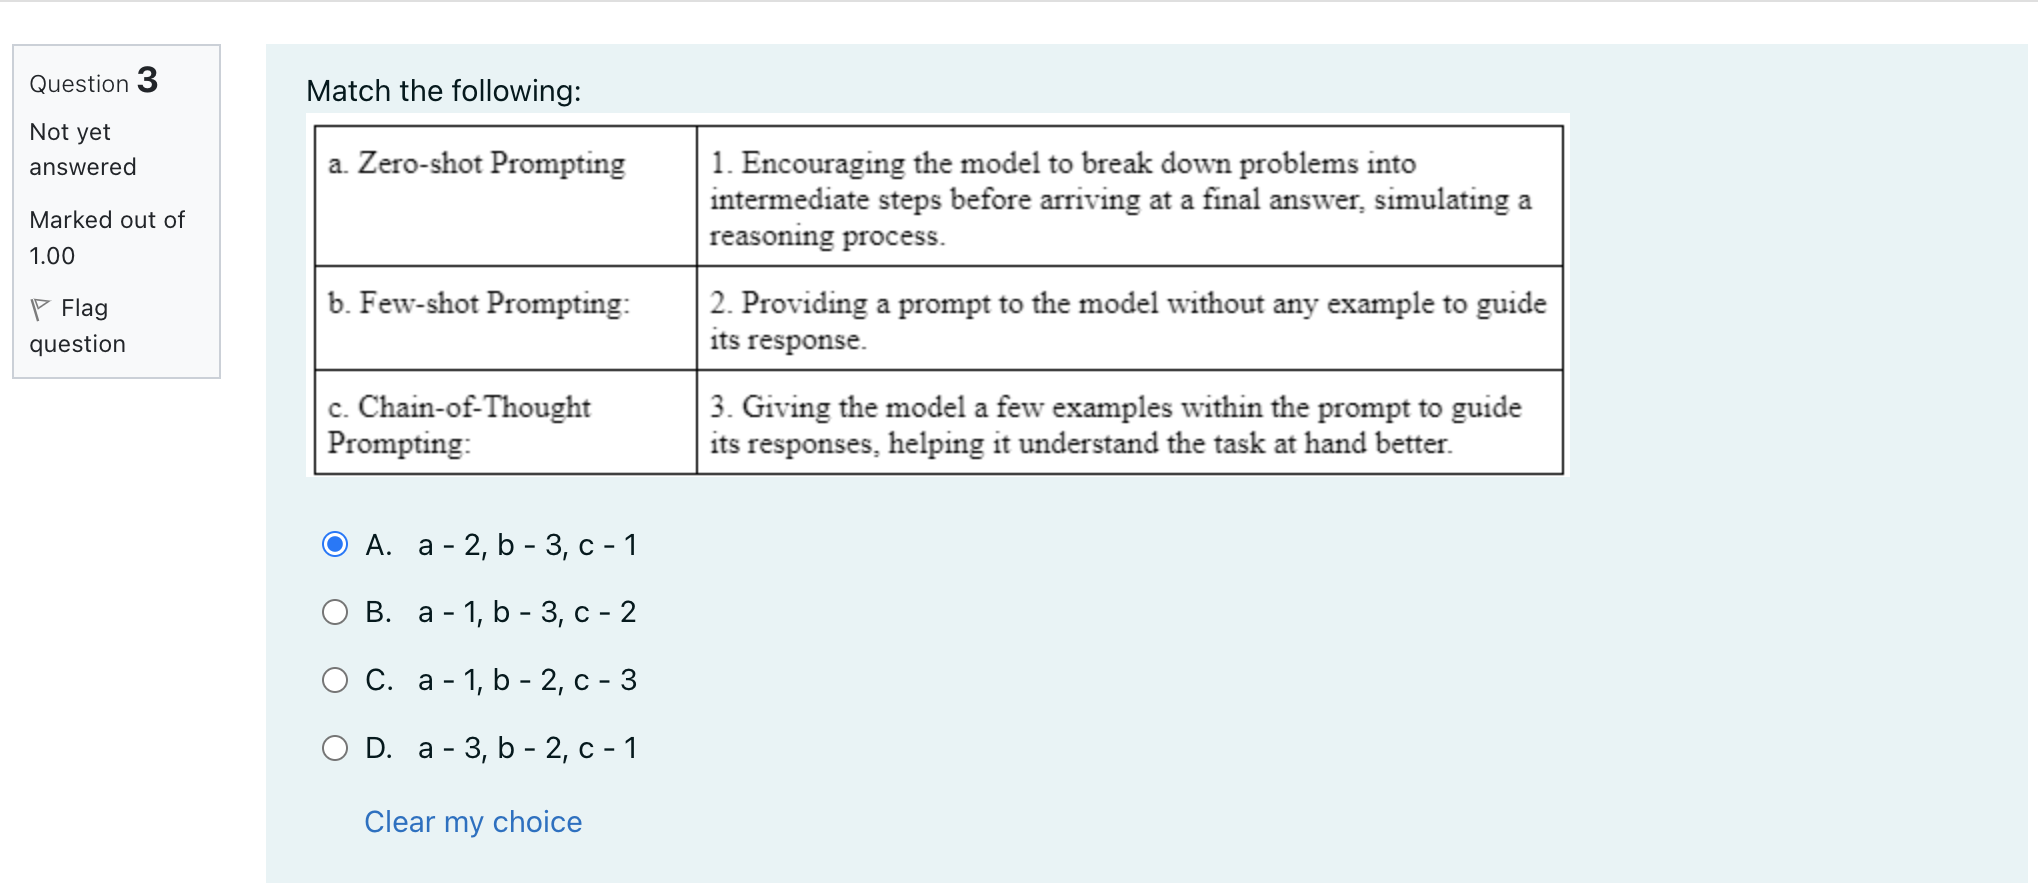 Question 3
Not yet
answered
Marked out of
1.00
Flag
question
Match the following:
a. Zero-shot Prompting
1. Encouraging the model to break down problems into
intermediate steps before arriving at a final answer, simulating a
reasoning process.
b. Few-shot Prompting:
2. Providing a prompt to the model without any example to guide
its response.
c. Chain-of-Thought
Prompting:
3. Giving the model a few examples within the prompt to guide
its responses, helping it understand the task at hand better.
A. a - 2, b - 3, c - 1
B. a - 1, b - 3, c - 2
C. a - 1, b - 2, c - 3
D. a - 3, b - 2, c - 1
Clear my choice